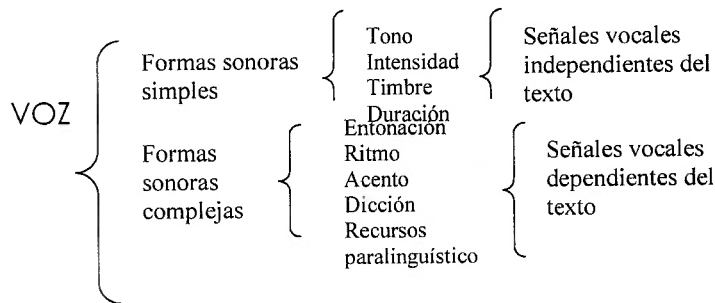 VOZ
Formas sonoras
simples
Tono
Intensidad
Timbre
Duración
Señales vocales
independientes del
texto
Formas
sonoras
complejas
Entonación
Ritmo
Acento
Dicción
Recursos
paralinguístico
Señales vocales
dependientes del
texto